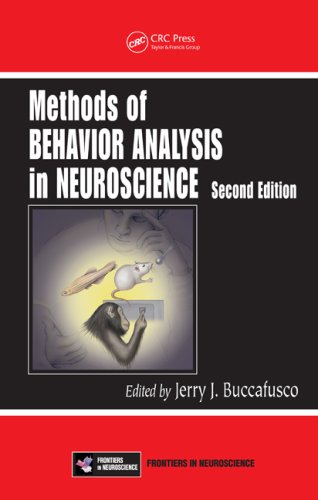 CRC
CRC Press
Taylor & Francis Group
Methods of
BEHAVIOR ANALYSIS
in NEUROSCIENCE Second Edition
Edited by Jerry J. Buccafusco
FRONTIERS
IN NEUROSCIENCE
FRONTIERS IN NEUROSCIENCE